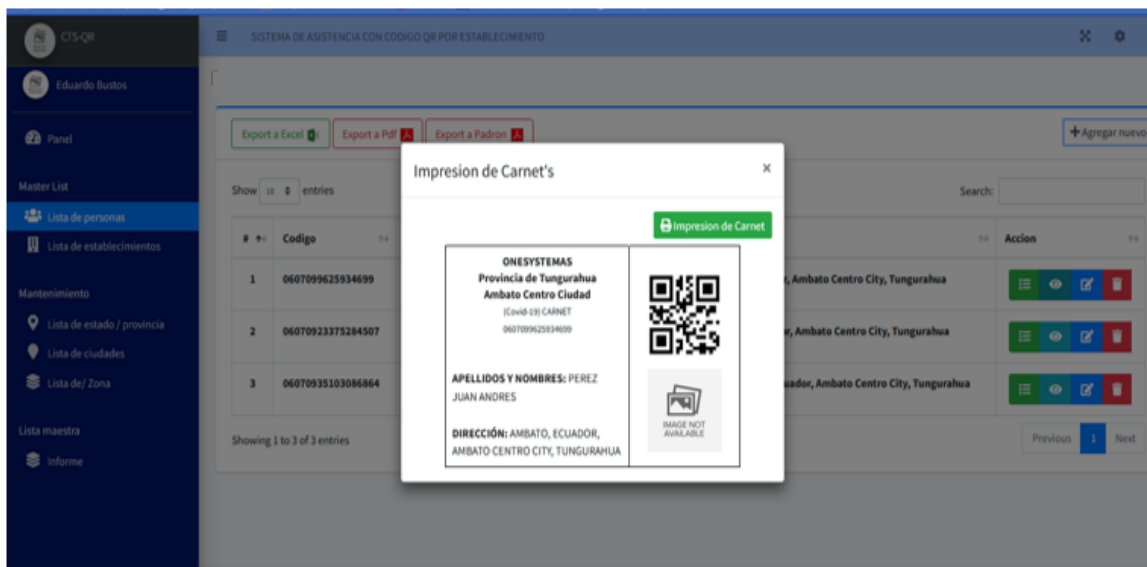 CTS-QR
SISTEMA DE ASISTENCIA CON CODIGO QR POR ESTABLECIMIENTO
Eduardo Bustos
Panel
Master List
Lista de personas
Lista de establecimientos
Mantenimiento
Lista de estado / provincia
Lista de ciudades
Lista de/ Zona
Lista maestra
Informe
Export a Excel
Export a Pdf
Export a Padron
Agregar nuevo
Show 10 entries
Search:
# Codigo Accion
1 0607099625934699 , Ambato Centro City, Tungurahua
2 06070923375284507 r, Ambato Centro City, Tungurahua
3 06070935103086864 uador, Ambato Centro City, Tungurahua
Showing 1 to 3 of 3 entries
Previous 1 Next
Impresion de Carnet's ×
Impresion de Carnet
ONESYSTEMAS
Provincia de Tungurahua
Ambato Centro Ciudad
(Covid-19) CARNET
0607099625934699
APELLIDOS Y NOMBRES: PEREZ
JUAN ANDRES
DIRECCIÓN: AMBATO, ECUADOR,
AMBATO CENTRO CITY, TUNGURAHUA
IMAGE NOT
AVAILABLE